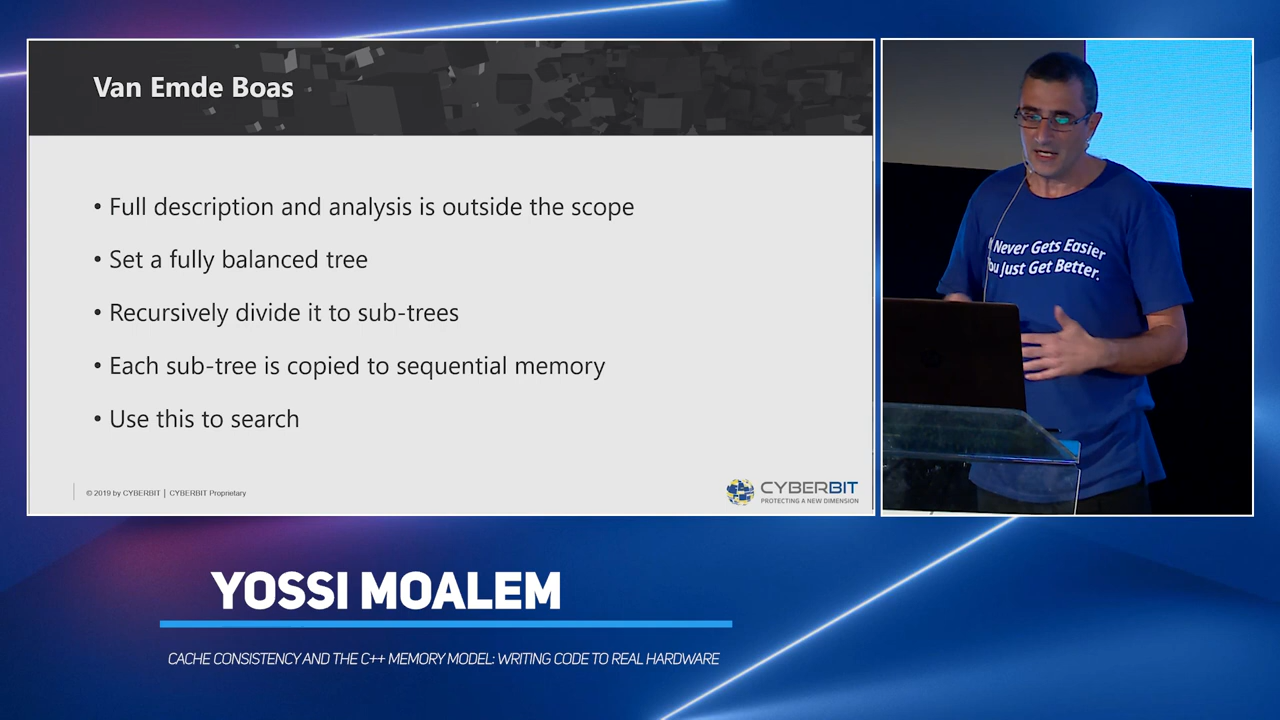 Van Emde Boas
• Full description and analysis is outside the scope
• Set a fully balanced tree
• Recursively divide it to sub-trees
• Each sub-tree is copied to sequential memory
• Use this to search
© 2019 by CYBERBIT | CYBERBIT Proprietary
CYBERBIT
PROTECTING A NEW DIMENSION
Never Gets Easier
You Just Get Better.
YOSSI MOALEM
CACHE CONSISTENCY AND THE C++ MEMORY MODEL: WRITING CODE TO REAL HARDWARE